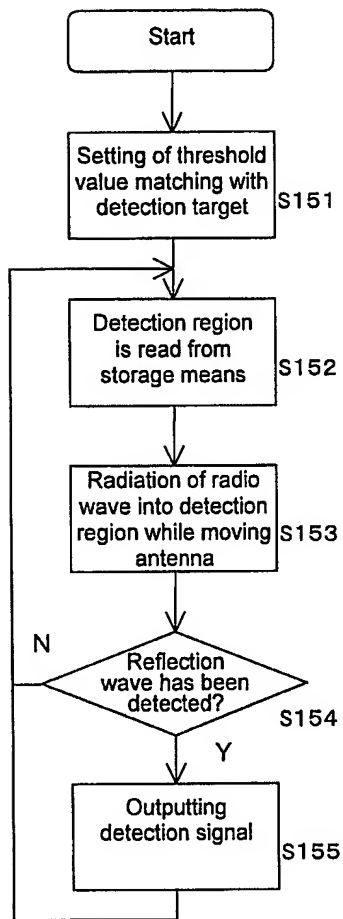 Start
Setting of threshold
value matching with
detection target
S151
Detection region
is read from
storage means
S152
Radiation of radio
wave into detection
region while moving
antenna
S153
N
Reflection
wave has been
detected?
S154
Y
Outputting
detection signal
S155